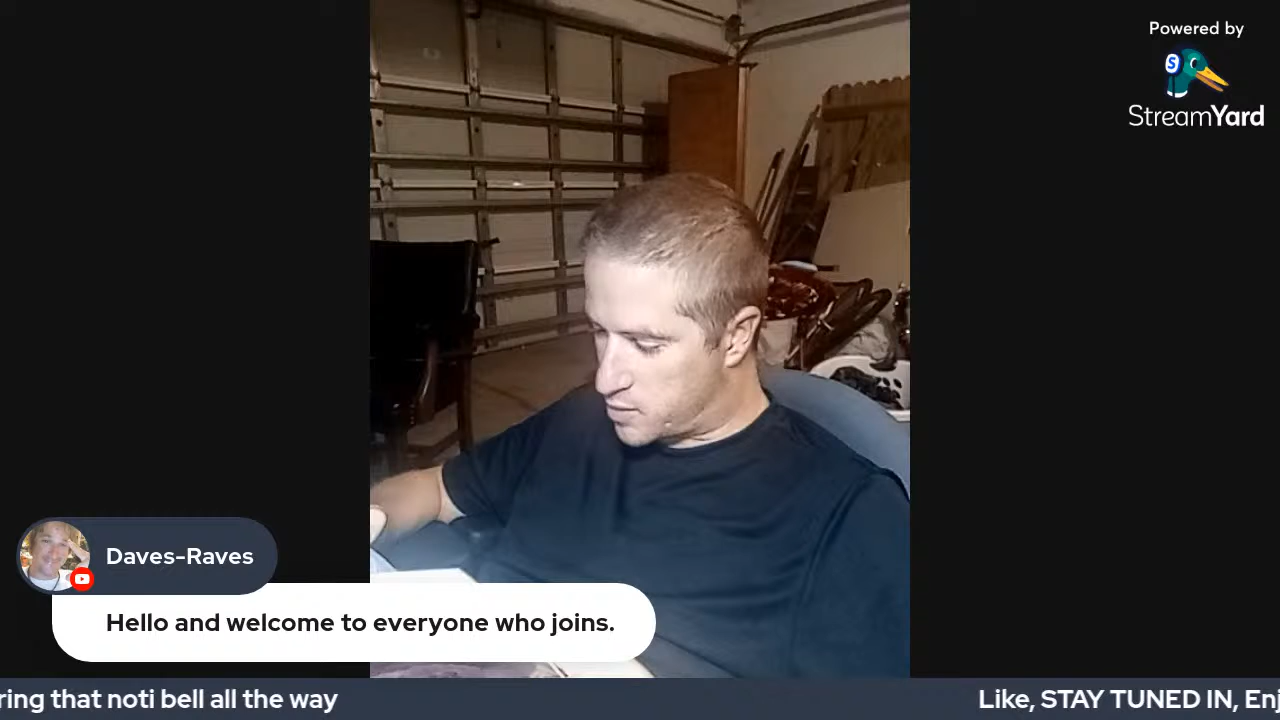 Powered by
S
StreamYard
Daves-Raves
Hello and welcome to everyone who joins.
ring that noti bell all the way
Like, STAY TUNED IN,